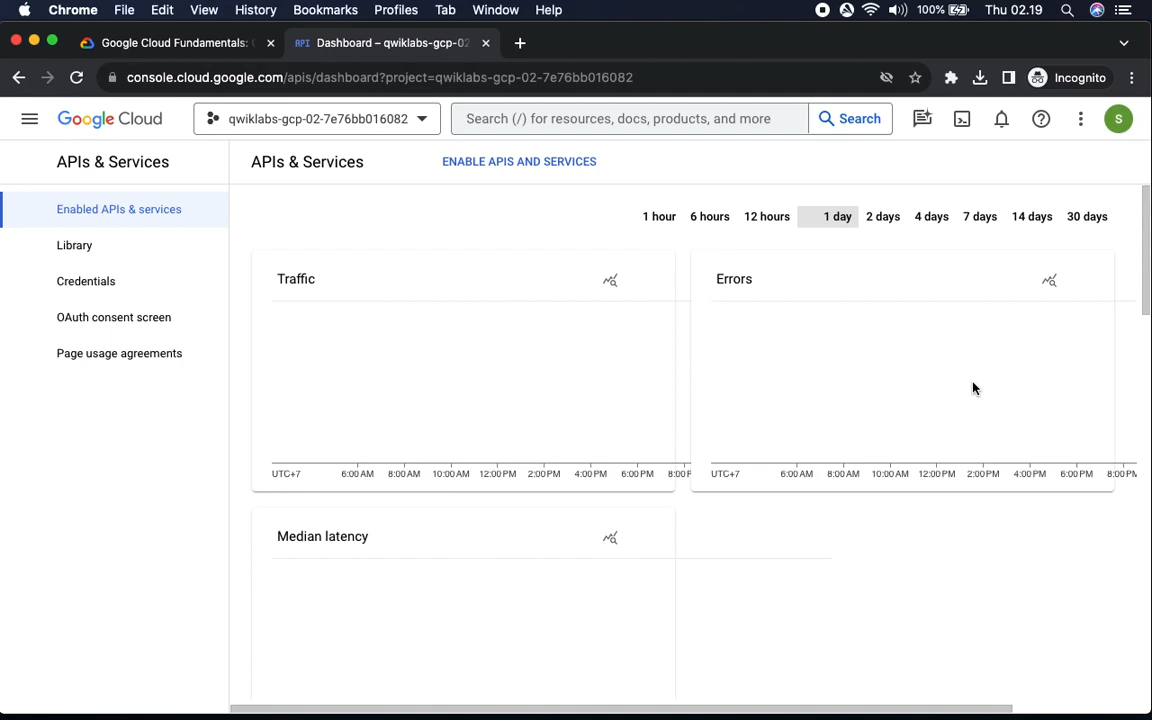 Chrome File Edit View History Bookmarks Profiles Tab Window Help 100% Thu 02.19
Google Cloud Fundamentals: API Dashboard – qwiklabs-gcp-02
console.cloud.google.com/apis/dashboard?project=qwiklabs-gcp-02-7e76bb016082 Incognito
Google Cloud qwiklabs-gcp-02-7e76bb016082 Search (/) for resources, docs, products, and more Search S
APIs & Services APIs & Services ENABLE APIS AND SERVICES
Enabled APIs & services
Library
Credentials
OAuth consent screen
Page usage agreements
1 hour 6 hours 12 hours 1 day 2 days 4 days 7 days 14 days 30 days
Traffic
UTC+7 6:00 AM 8:00 AM 10:00 AM 12:00 PM 2:00 PM 4:00 PM 6:00 PM 8:00 P
Errors
UTC+7 6:00 AM 8:00 AM 10:00 AM 12:00 PM 2:00 PM 4:00 PM 6:00 PM 8:00 PM
Median latency